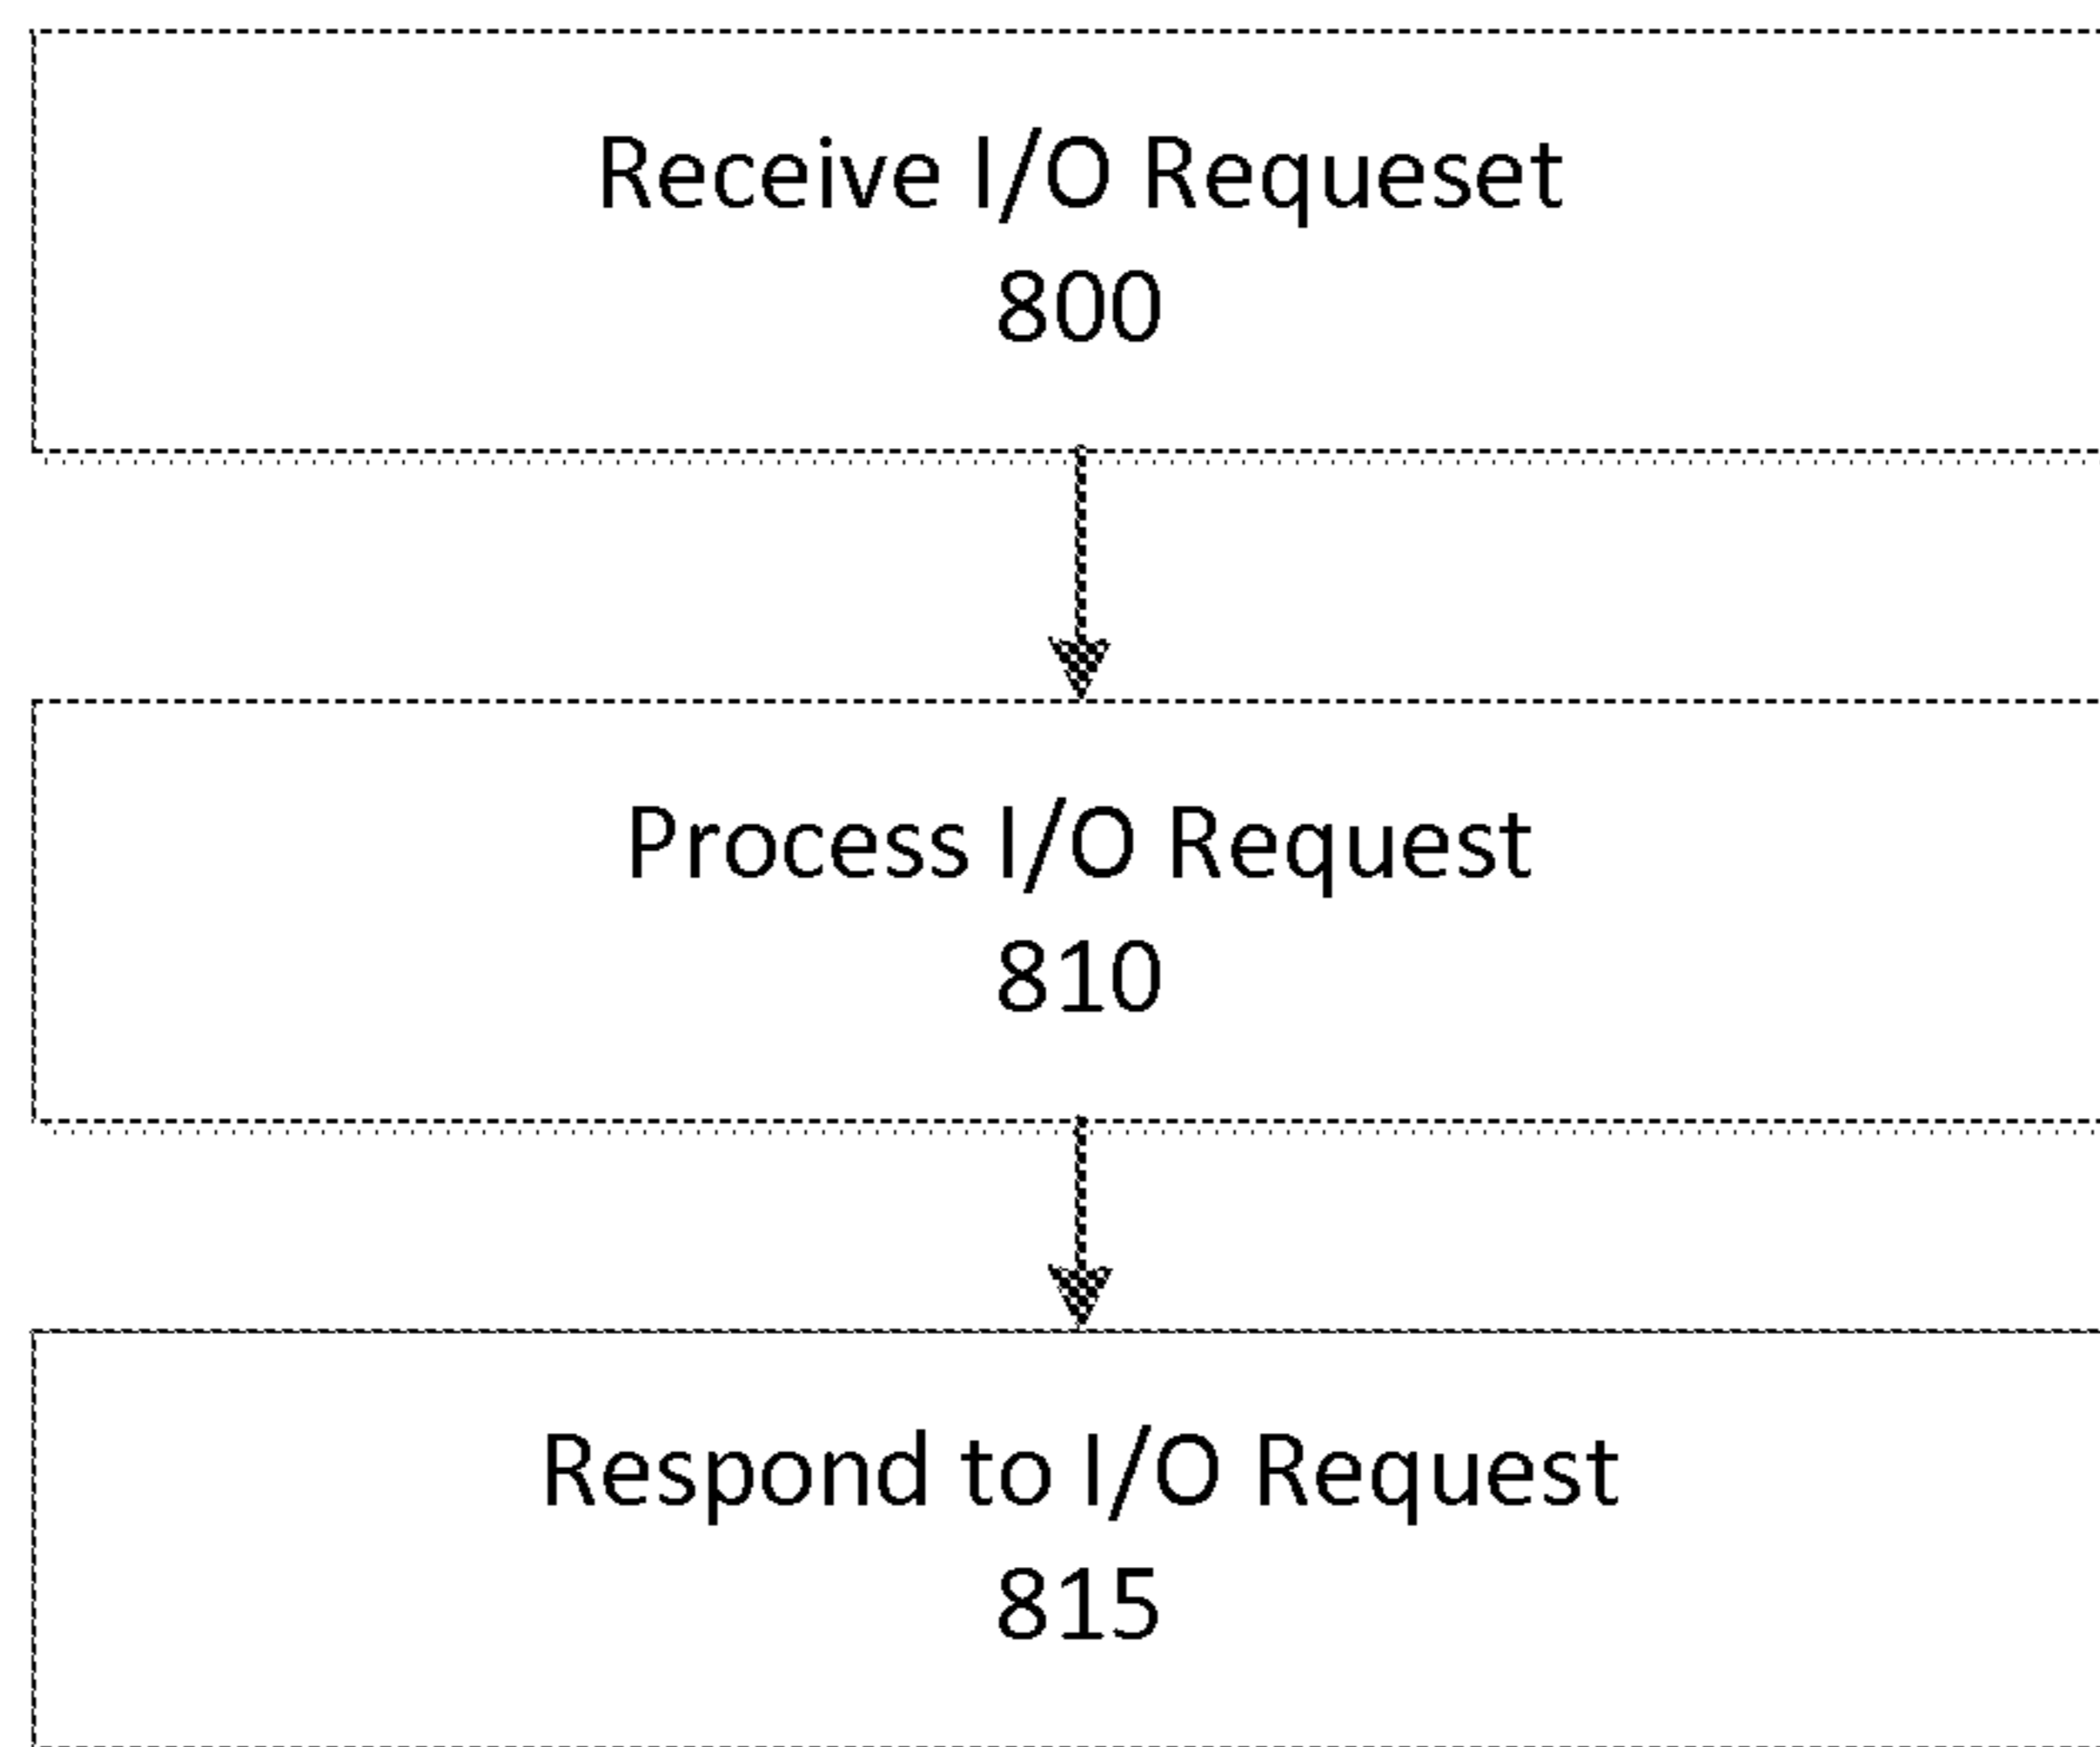 Receive I/O Requeset
800
Process I/O Request
810
Respond to I/O Request
815